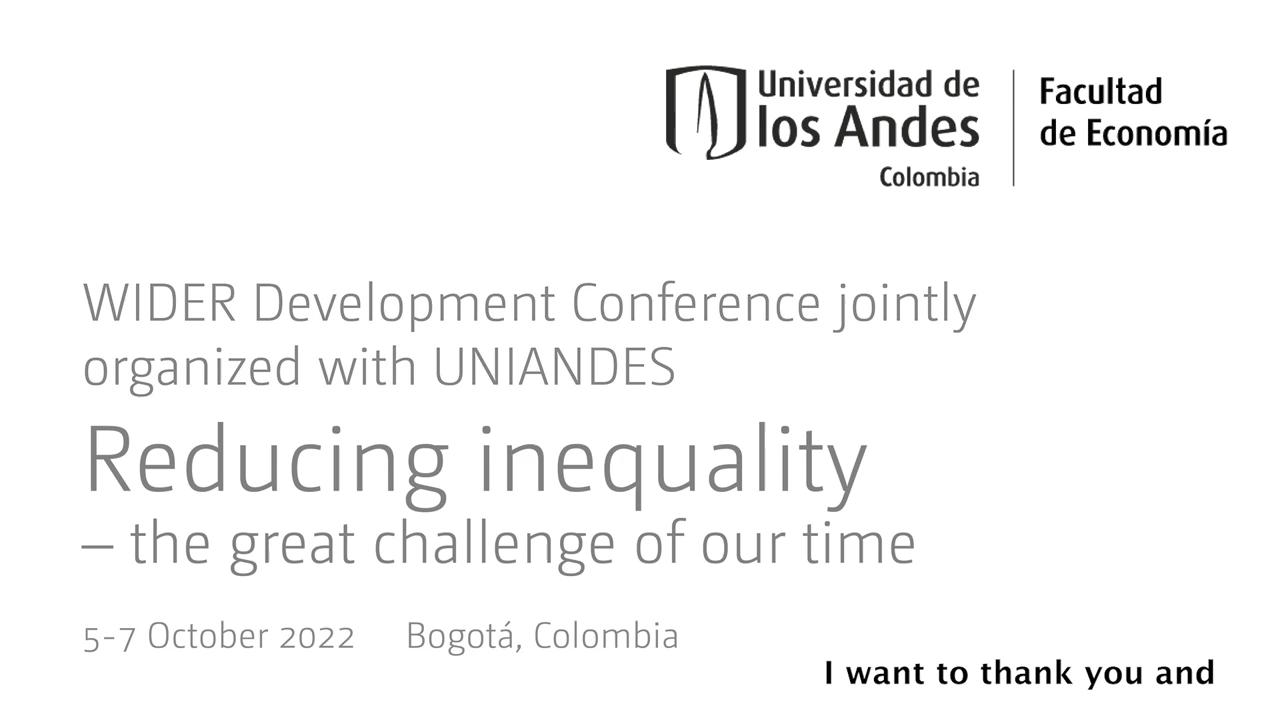 Universidad de
los Andes
Colombia
Facultad
de Economía
WIDER Development Conference jointly
organized with UNIANDES
Reducing inequality
– the great challenge of our time
5-7 October 2022 Bogotá, Colombia
I want to thank you and